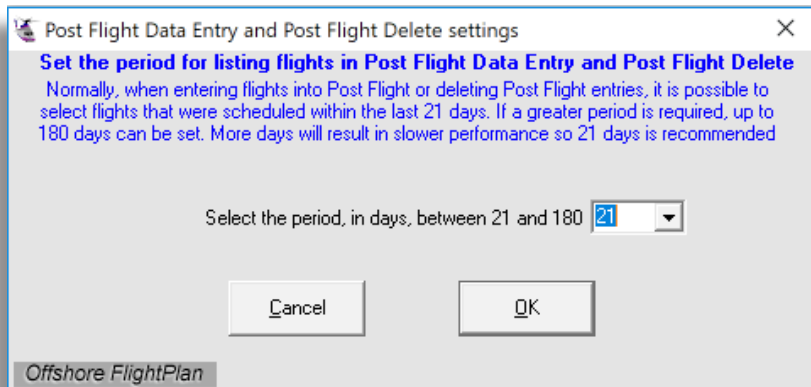 Post Flight Data Entry and Post Flight Delete settings
Set the period for listing flights in Post Flight Data Entry and Post Flight Delete
Normally, when entering flights into Post Flight or deleting Post Flight entries, it is possible to
select flights that were scheduled within the last 21 days. If a greater period is required, up to
180 days can be set. More days will result in slower performance so 21 days is recommended
Select the period, in days, between 21 and 180 21
Cancel OK
Offshore FlightPlan